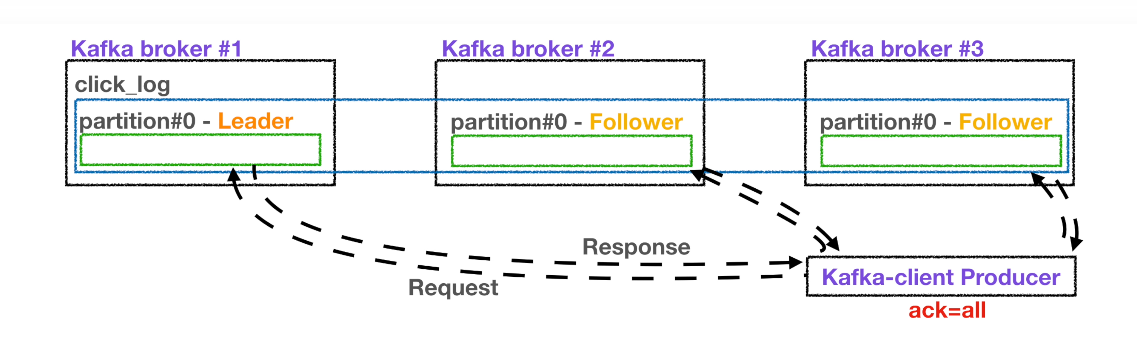 Kafka broker #1
Kafka broker #2
Kafka broker #3
click_log
partition#0 - Leader
partition#0 - Follower
partition#0 - Follower
Response
Request
Kafka-client Producer
ack=all